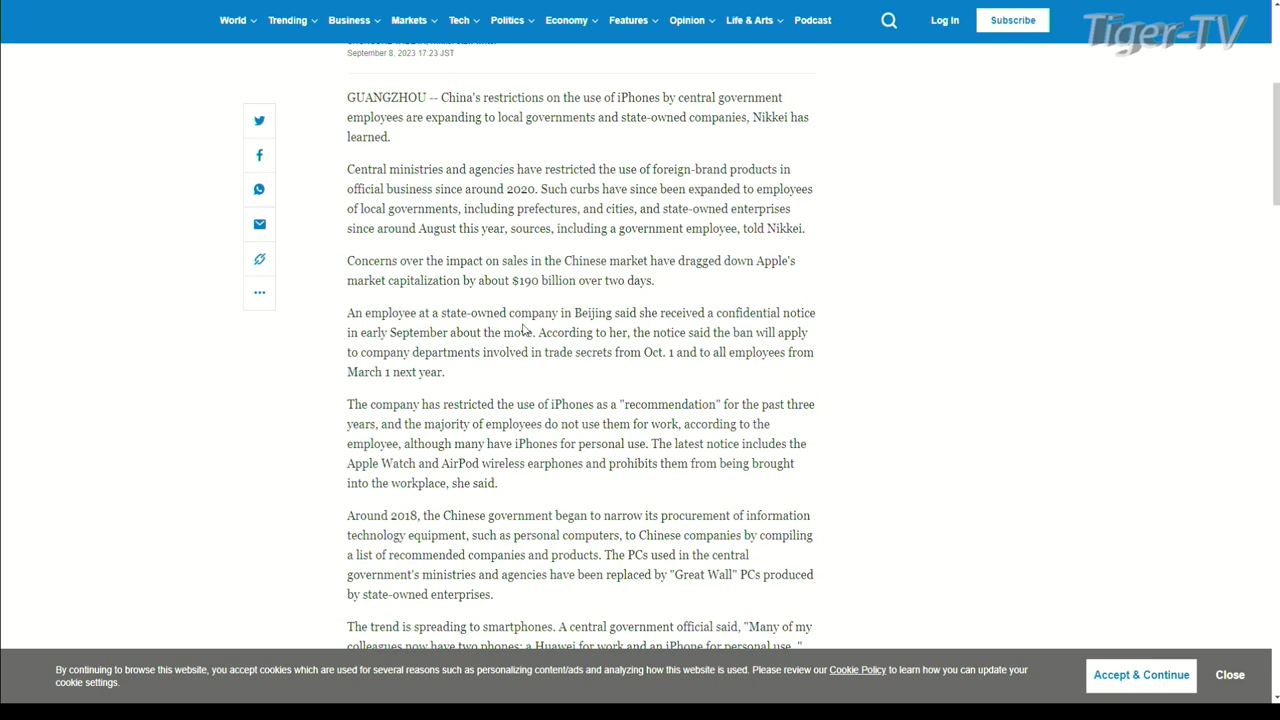 World Trending Business Markets Tech Politics Economy Features Opinion Life & Arts Podcast Log In Subscribe
Tiger-TV
September 8, 2023 17:23 JST
GUANGZHOU -- China's restrictions on the use of iPhones by central government
employees are expanding to local governments and state-owned companies, Nikkei has
learned.
Central ministries and agencies have restricted the use of foreign-brand products in
official business since around 2020. Such curbs have since been expanded to employees
of local governments, including prefectures, and cities, and state-owned enterprises
since around August this year, sources, including a government employee, told Nikkei.
Concerns over the impact on sales in the Chinese market have dragged down Apple's
market capitalization by about $190 billion over two days.
An employee at a state-owned company in Beijing said she received a confidential notice
in early September about the move. According to her, the notice said the ban will apply
to company departments involved in trade secrets from Oct. 1 and to all employees from
March 1 next year.
The company has restricted the use of iPhones as a "recommendation" for the past three
years, and the majority of employees do not use them for work, according to the
employee, although many have iPhones for personal use. The latest notice includes the
Apple Watch and AirPod wireless earphones and prohibits them from being brought
into the workplace, she said.
Around 2018, the Chinese government began to narrow its procurement of information
technology equipment, such as personal computers, to Chinese companies by compiling
a list of recommended companies and products. The PCs used in the central
government's ministries and agencies have been replaced by "Great Wall" PCs produced
by state-owned enterprises.
The trend is spreading to smartphones. A central government official said, "Many of my
colleagues now have two phones: a Huawei for work and an iPhone for personal use."
By continuing to browse this website, you accept cookies which are used for several reasons such as personalizing content/ads and analyzing how this website is used. Please review our Cookie Policy to learn how you can update your
cookie settings.
Accept & Continue
Close